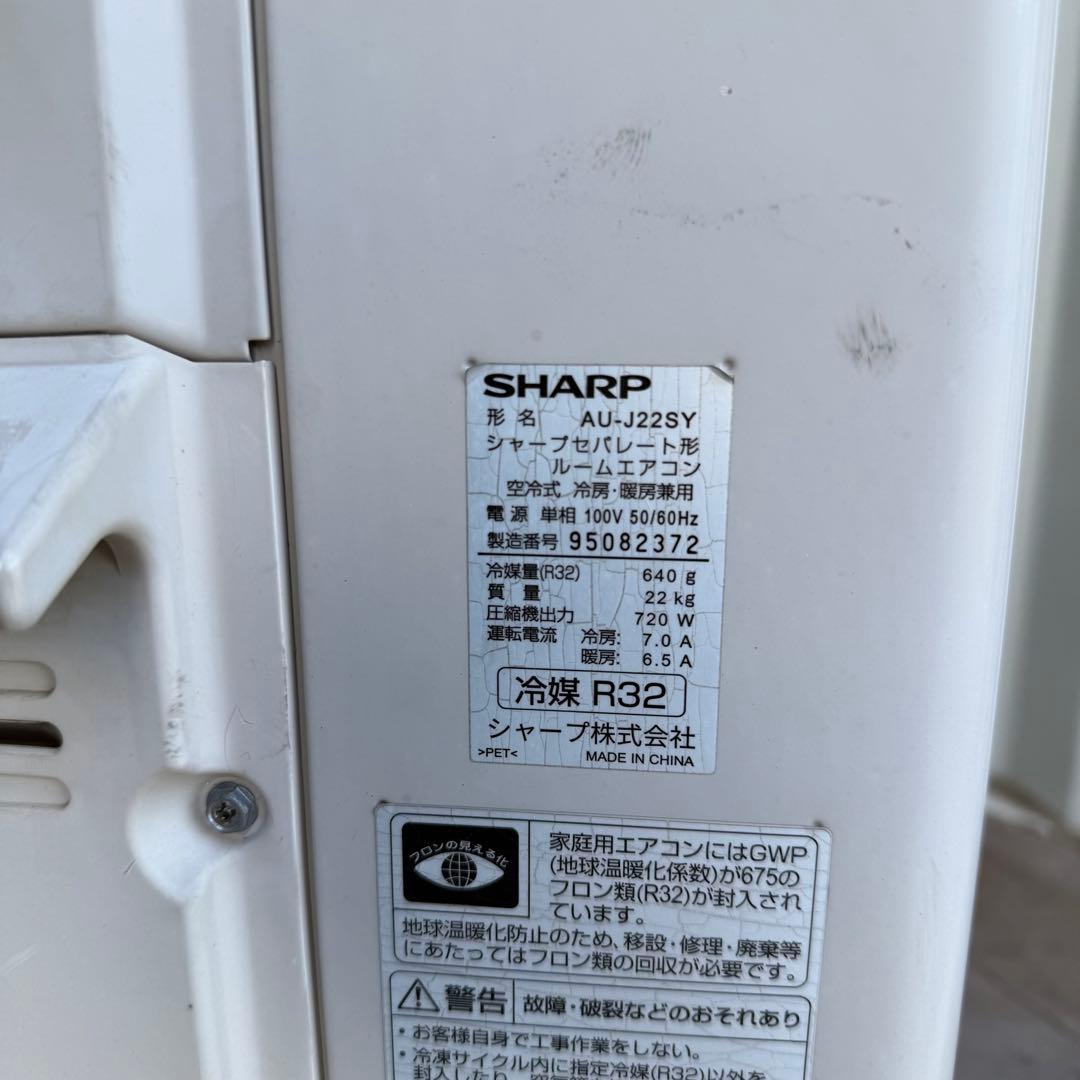 SHARP
形名 AU-J22SY
シャープセパレート形
ルームエアコン
空冷式 冷房・暖房兼用
電源 単相 100V 50/60Hz
製造番号 95082372
冷媒量(R32) 640 g
質量 22 kg
圧縮機出力 720 W
運転電流 冷房: 7.0 A
暖房: 6.5 A
冷媒 R32
シャープ株式会社
>PET< MADE IN CHINA
フロンの見える化
家庭用エアコンにはGWP
(地球温暖化係数)が675の
フロン類(R32)が封入され
ています。
地球温暖化防止のため、移設・修理・廃棄等
にあたってはフロン類の回収が必要です。
警告 故障・破裂などのおそれあり
・お客様自身で工事作業をしない。
・冷凍サイクル内に指定冷媒(R32)以外を
封入したり、